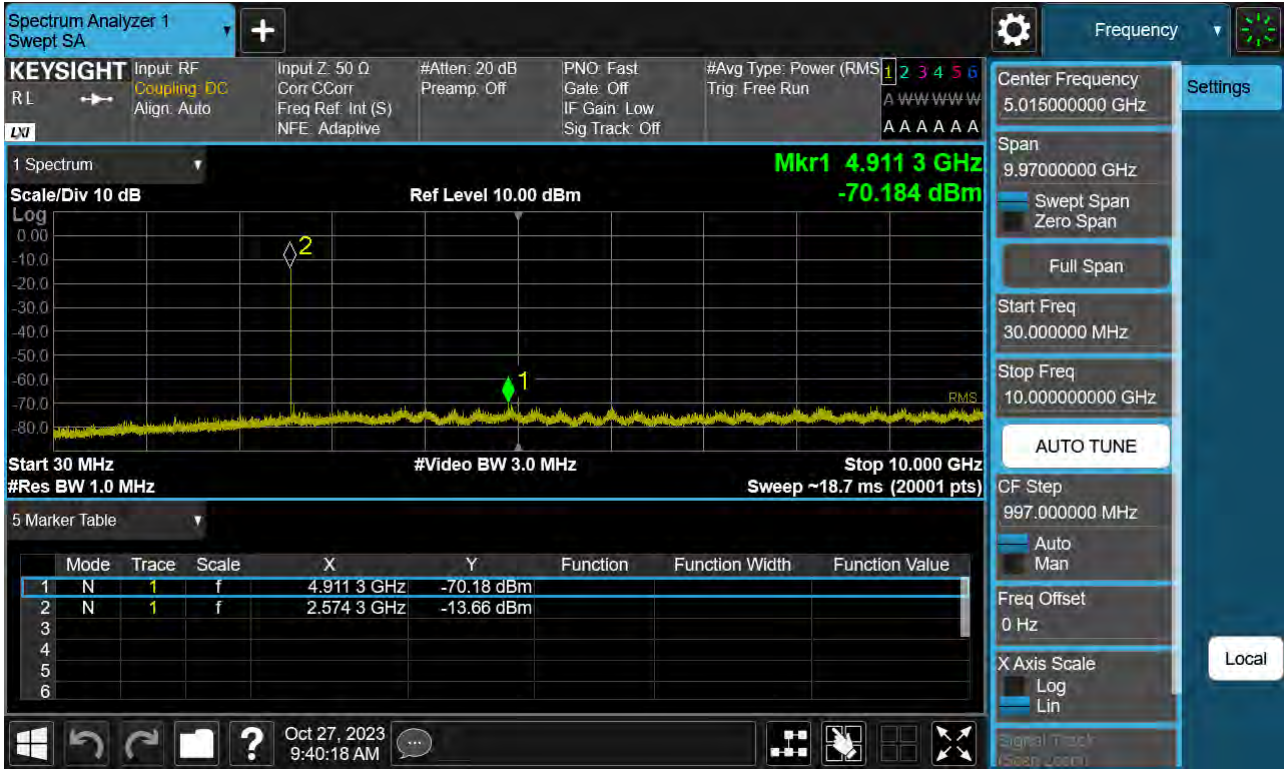 Spectrum Analyzer 1
Swept SA
+
Frequency
KEYSIGHT
RL
LXI
Input: RF
Coupling: DC
Align: Auto
Input Z: 50 Ω
Corr CCorr
Freq Ref: Int (S)
NFE: Adaptive
#Atten: 20 dB
Preamp: Off
PNO: Fast
Gate: Off
IF Gain: Low
Sig Track: Off
#Avg Type: Power (RMS
Trig: Free Run
1 2 3 4 5 6
A W W W W W
A A A A A A
1 Spectrum
Scale/Div 10 dB
Ref Level 10.00 dBm
Mkr1 4.911 3 GHz
-70.184 dBm
Log
0.00
-10.0
-20.0
-30.0
-40.0
-50.0
-60.0
-70.0
-80.0
2
1
RMS
Start 30 MHz
#Video BW 3.0 MHz
Stop 10.000 GHz
#Res BW 1.0 MHz
Sweep ~18.7 ms (20001 pts)
5 Marker Table
Mode Trace Scale X Y Function Function Width Function Value
1 N 1 f 4.911 3 GHz -70.18 dBm
2 N 1 f 2.574 3 GHz -13.66 dBm
3
4
5
6
?
Oct 27, 2023
9:40:18 AM
Center Frequency
5.015000000 GHz
Span
9.97000000 GHz
Swept Span
Zero Span
Full Span
Start Freq
30.000000 MHz
Stop Freq
10.000000000 GHz
AUTO TUNE
CF Step
997.000000 MHz
Auto
Man
Freq Offset
0 Hz
X Axis Scale
Log
Lin
Signal Track
(Span Zoom)
Settings
Local